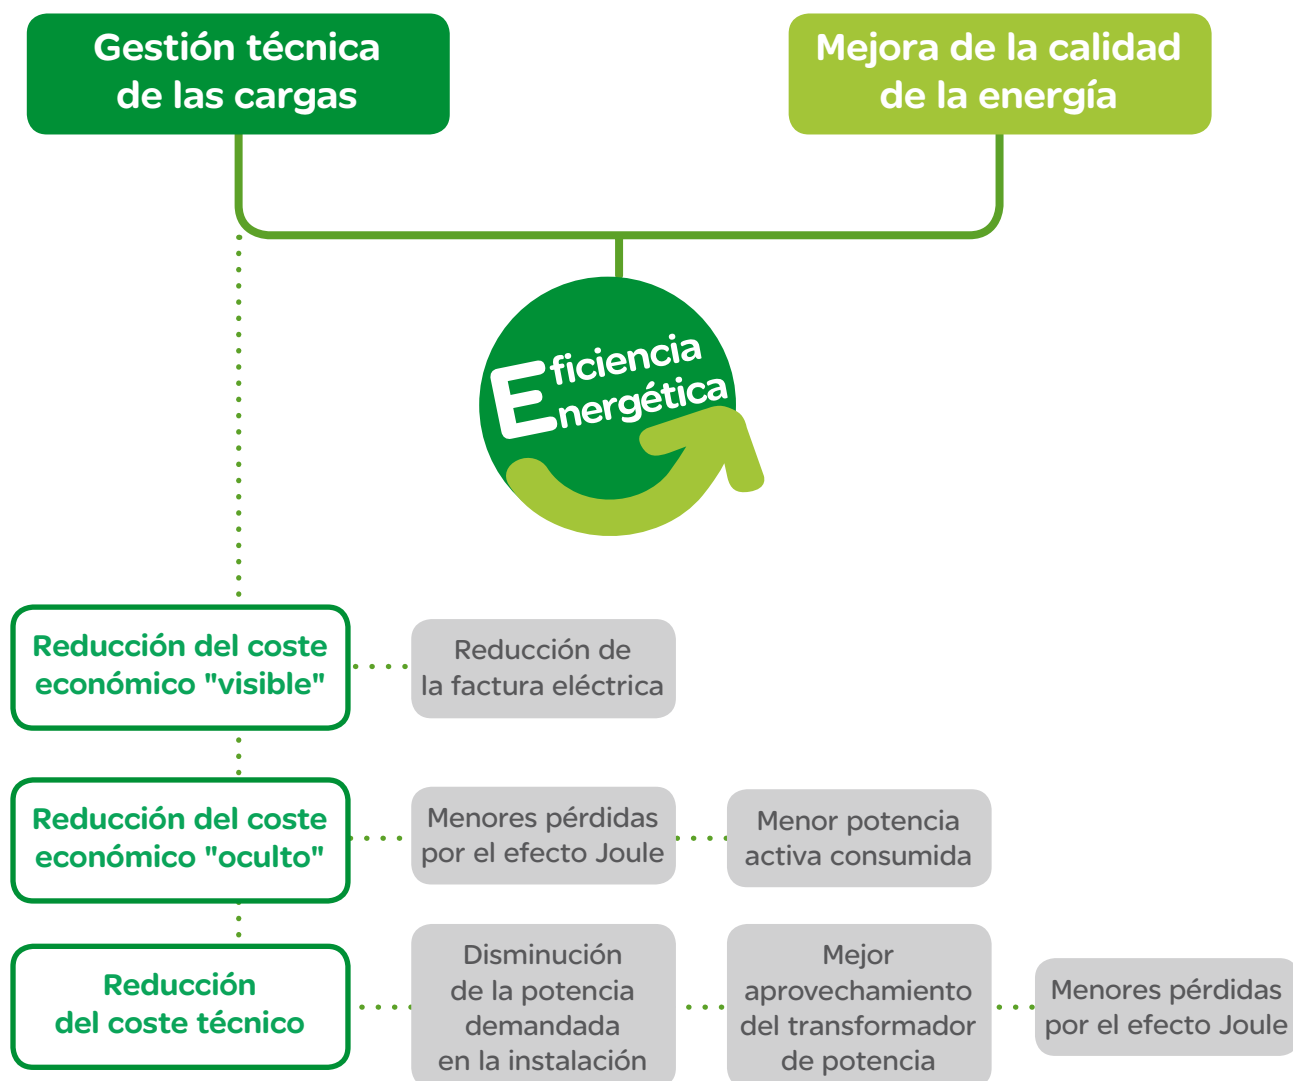 Gestión técnica
de las cargas
Mejora de la calidad
de la energía
Eficiencia
Energética
Reducción del coste
económico "visible"
Reducción de
la factura eléctrica
Reducción del coste
económico "oculto"
Menores pérdidas
por el efecto Joule
Menor potencia
activa consumida
Reducción
del coste técnico
Disminución
de la potencia
demandada
en la instalación
Mejor
aprovechamiento
del transformador
de potencia
Menores pérdidas
por el efecto Joule